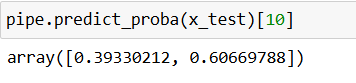 pipe.predict_proba(x_test)[10]
array([0.39330212, 0.60669788])